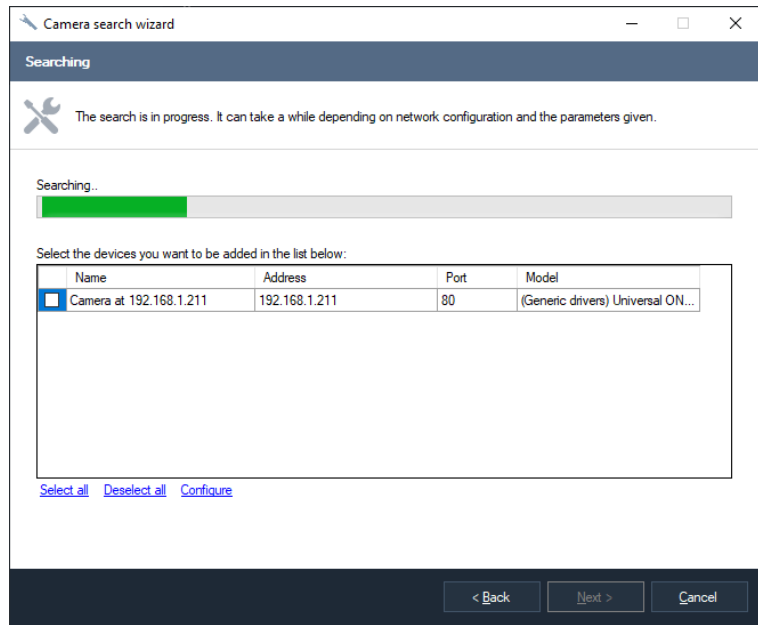 Camera search wizard
Searching
The search is in progress. It can take a while depending on network configuration and the parameters given.
Searching..
Select the devices you want to be added in the list below:
Name Address Port Model
Camera at 192.168.1.211 192.168.1.211 80 (Generic drivers) Universal ON...
Select all Deselect all Configure
< Back Next > Cancel